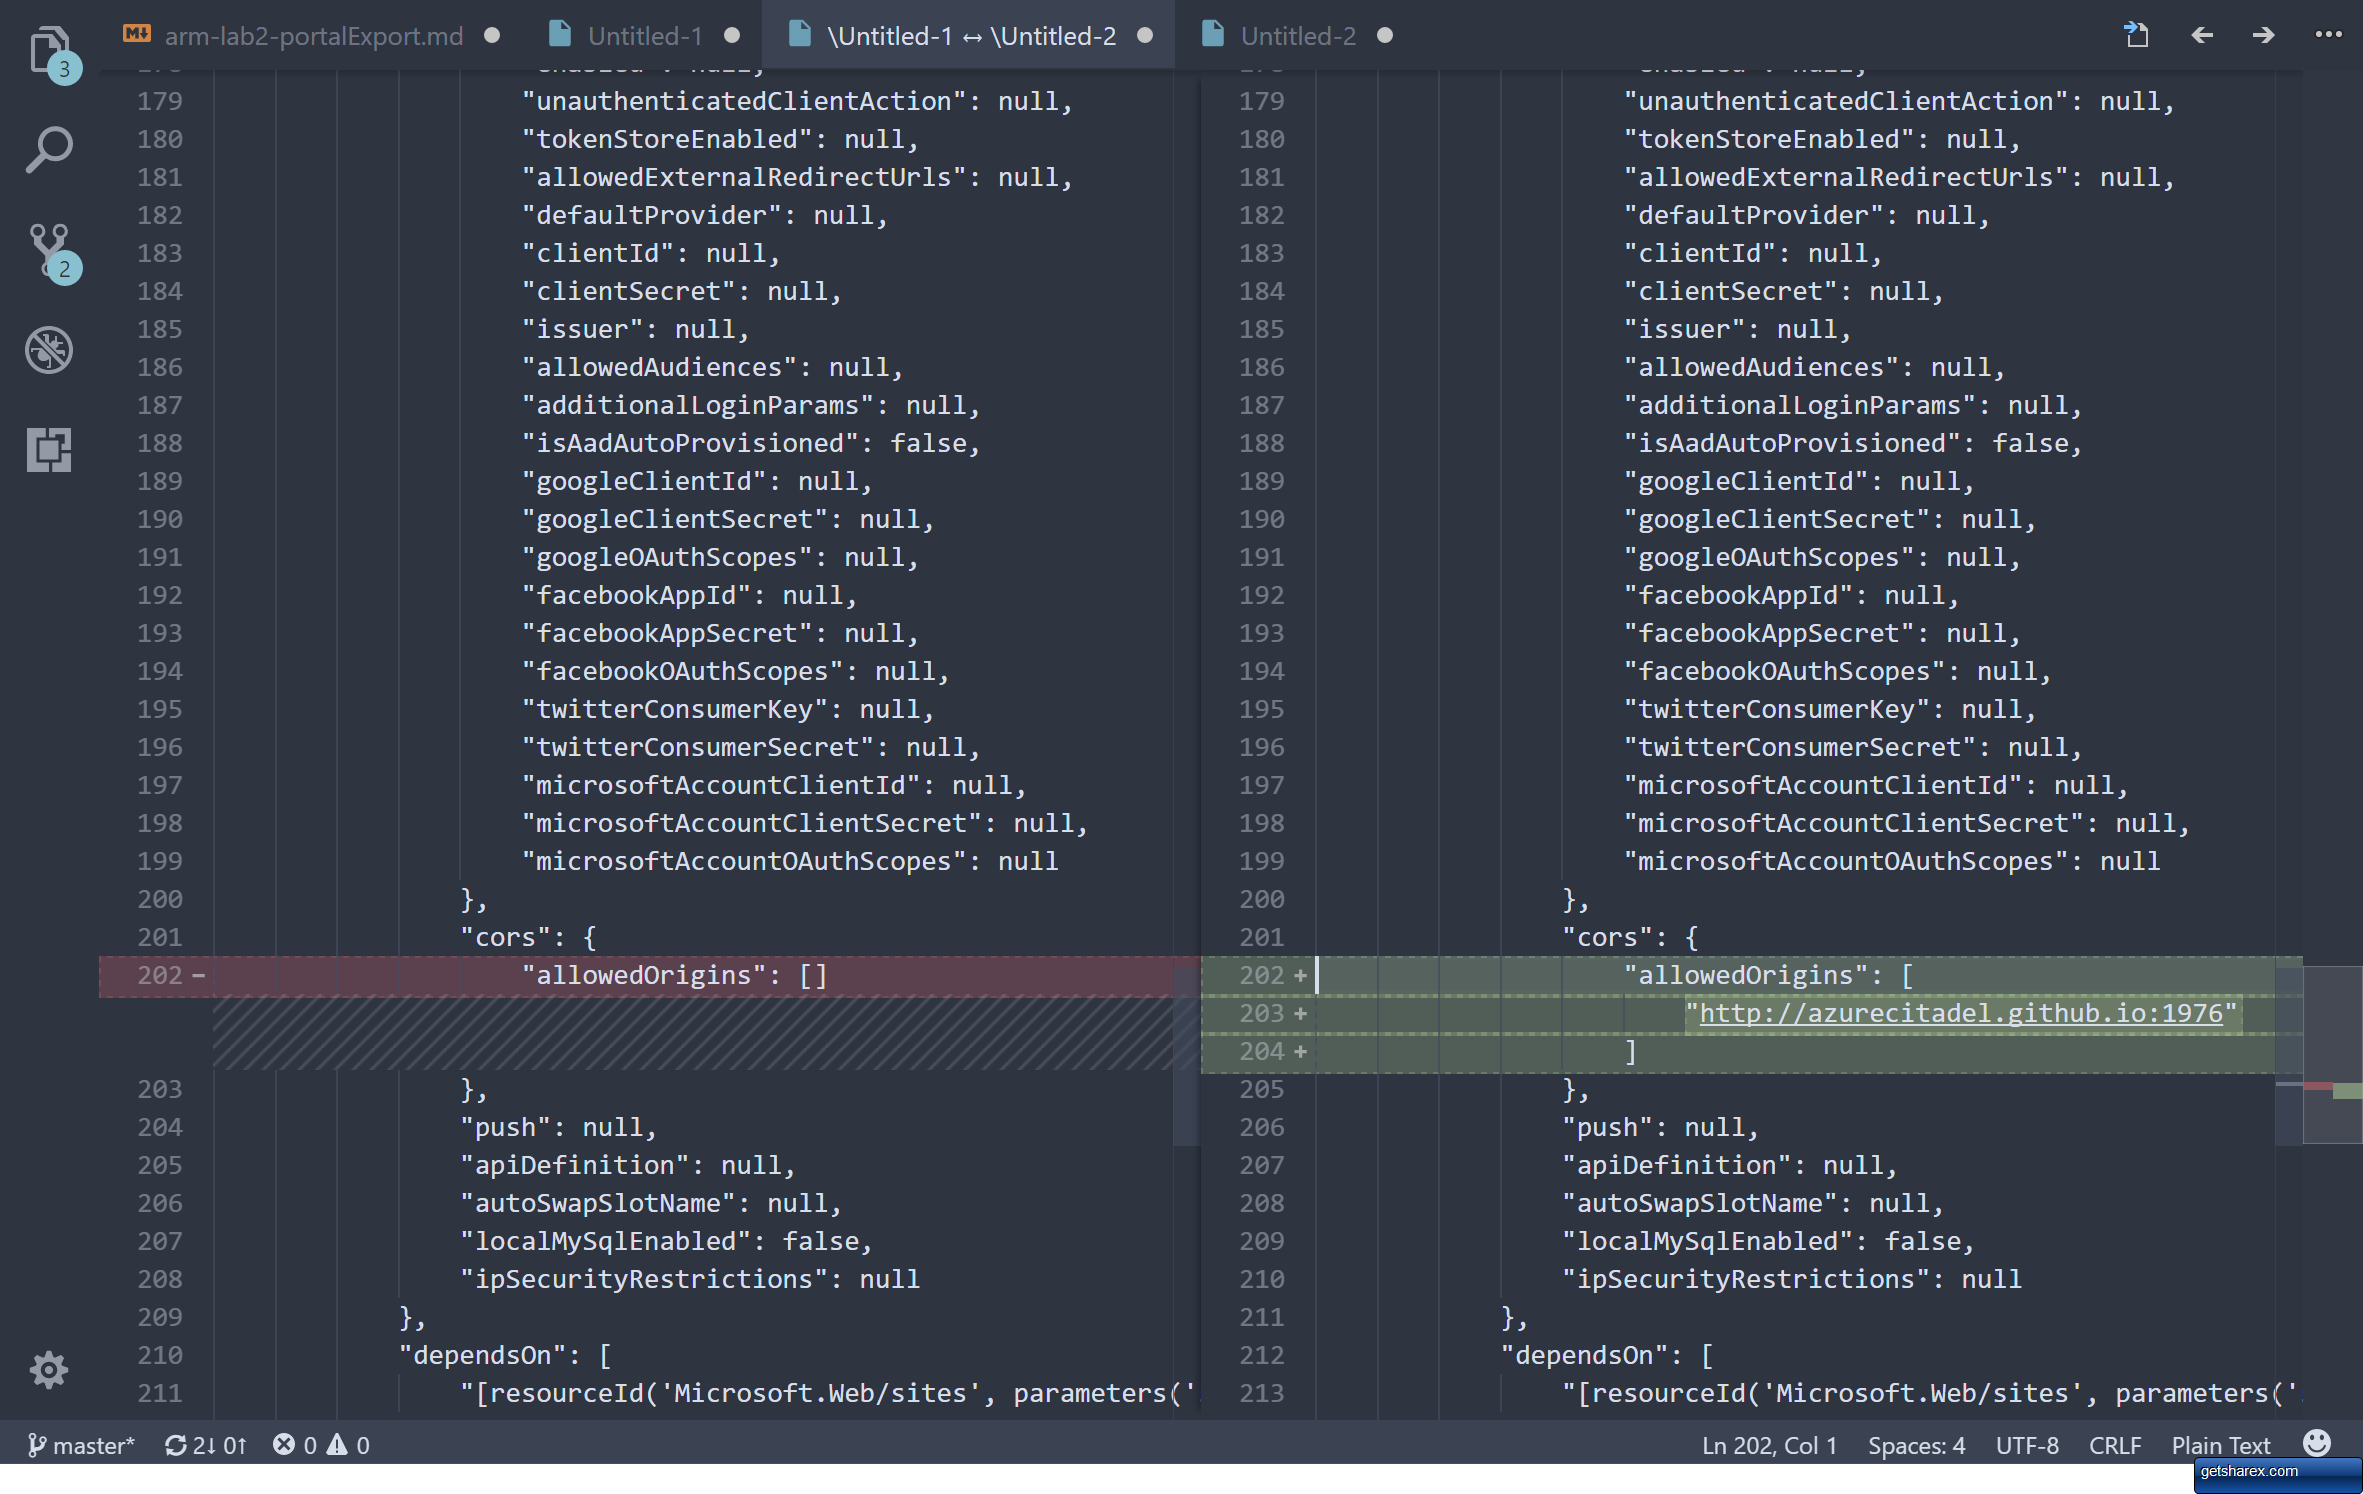 arm-lab2-portalExport.md
Untitled-1
\Untitled-1 ↔ \Untitled-2
Untitled-2
3
2
179 "unauthenticatedClientAction": null,
180 "tokenStoreEnabled": null,
181 "allowedExternalRedirectUrls": null,
182 "defaultProvider": null,
183 "clientId": null,
184 "clientSecret": null,
185 "issuer": null,
186 "allowedAudiences": null,
187 "additionalLoginParams": null,
188 "isAadAutoProvisioned": false,
189 "googleClientId": null,
190 "googleClientSecret": null,
191 "googleOAuthScopes": null,
192 "facebookAppId": null,
193 "facebookAppSecret": null,
194 "facebookOAuthScopes": null,
195 "twitterConsumerKey": null,
196 "twitterConsumerSecret": null,
197 "microsoftAccountClientId": null,
198 "microsoftAccountClientSecret": null,
199 "microsoftAccountOAuthScopes": null
200 },
201 "cors": {
202 - "allowedOrigins": []
203 },
204 "push": null,
205 "apiDefinition": null,
206 "autoSwapSlotName": null,
207 "localMySqlEnabled": false,
208 "ipSecurityRestrictions": null
209 },
210 "dependsOn": [
211 "[resourceId('Microsoft.Web/sites', parameters('
179 "unauthenticatedClientAction": null,
180 "tokenStoreEnabled": null,
181 "allowedExternalRedirectUrls": null,
182 "defaultProvider": null,
183 "clientId": null,
184 "clientSecret": null,
185 "issuer": null,
186 "allowedAudiences": null,
187 "additionalLoginParams": null,
188 "isAadAutoProvisioned": false,
189 "googleClientId": null,
190 "googleClientSecret": null,
191 "googleOAuthScopes": null,
192 "facebookAppId": null,
193 "facebookAppSecret": null,
194 "facebookOAuthScopes": null,
195 "twitterConsumerKey": null,
196 "twitterConsumerSecret": null,
197 "microsoftAccountClientId": null,
198 "microsoftAccountClientSecret": null,
199 "microsoftAccountOAuthScopes": null
200 },
201 "cors": {
202 + "allowedOrigins": [
203 + "http://azurecitadel.github.io:1976"
204 + ]
205 },
206 "push": null,
207 "apiDefinition": null,
208 "autoSwapSlotName": null,
209 "localMySqlEnabled": false,
210 "ipSecurityRestrictions": null
211 },
212 "dependsOn": [
213 "[resourceId('Microsoft.Web/sites', parameters('
master* 2↓ 0↑ 0 0 Ln 202, Col 1 Spaces: 4 UTF-8 CRLF Plain Text
getsharex.com